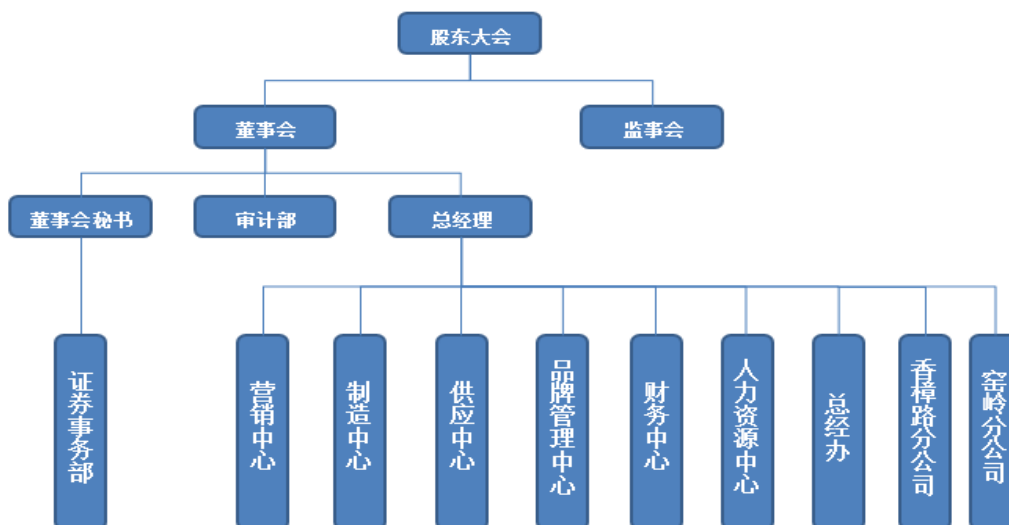 股东大会
董事会
监事会
董事会秘书
审计部
总经理
证券事务部
营销中心
制造中心
供应中心
品牌管理中心
财务中心
人力资源中心
总经办
香樟路分公司
窑岭分公司